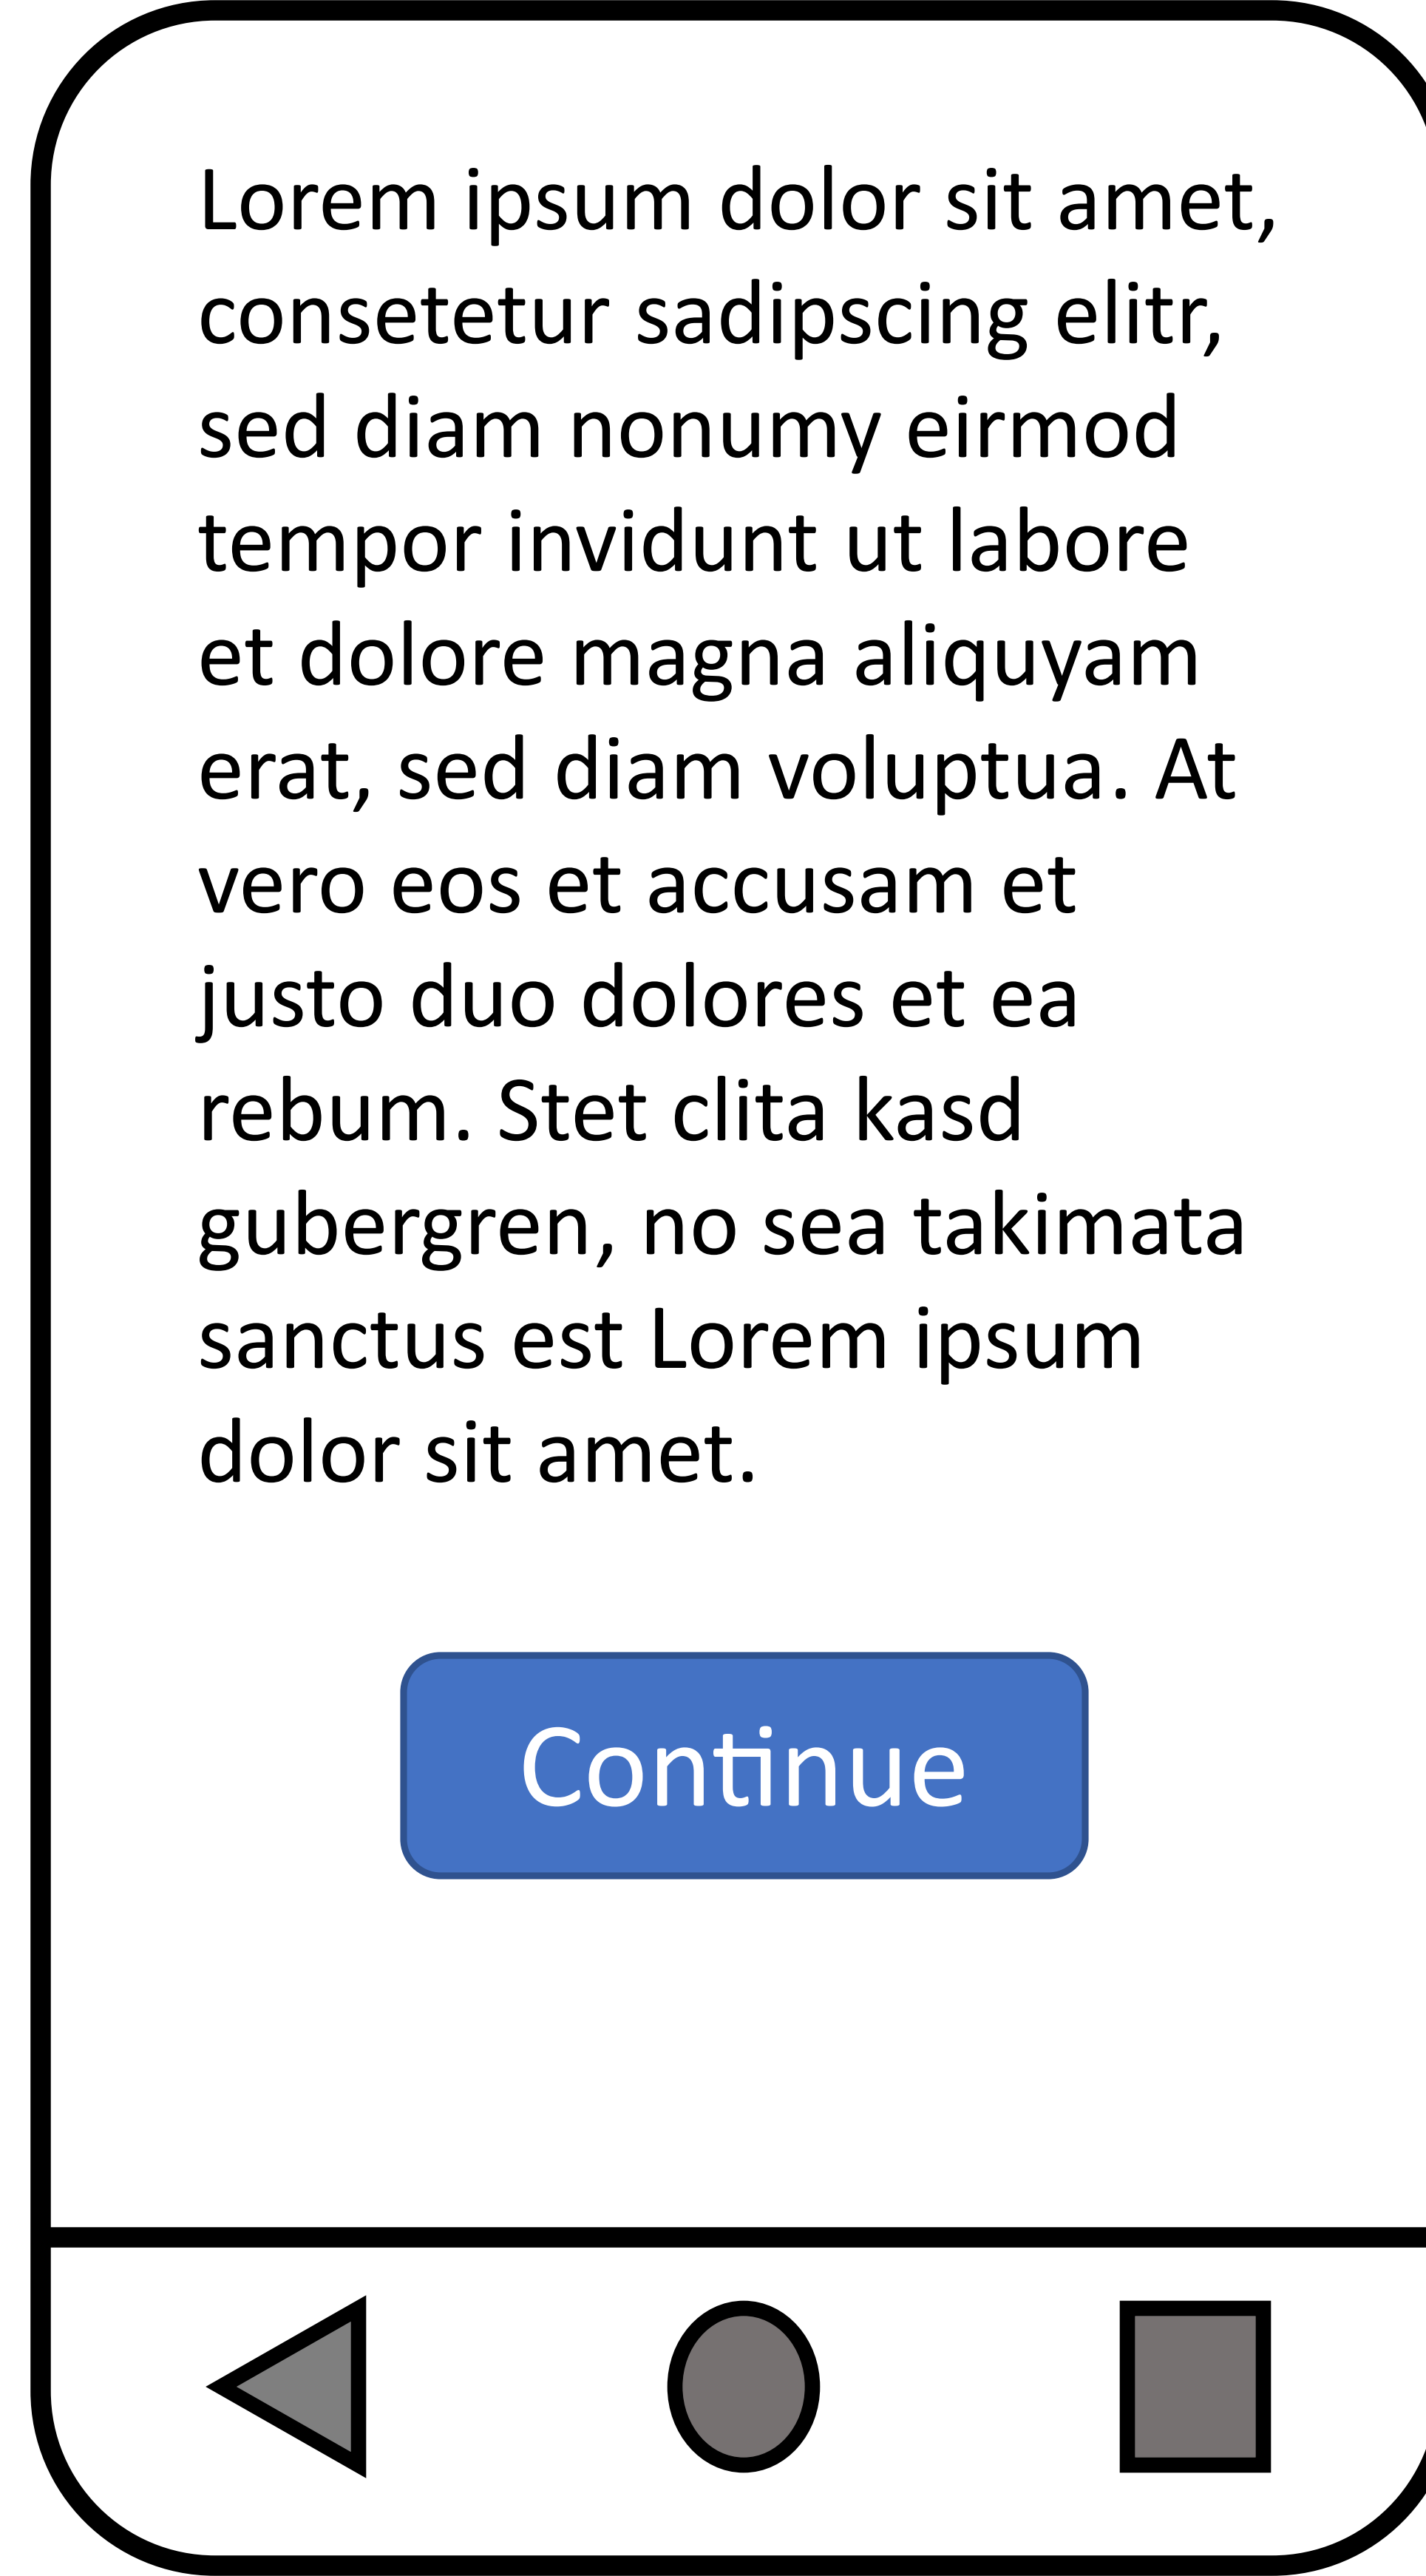 Lorem ipsum dolor sit amet,
consetetur sadipscing elitr,
sed diam nonumy eirmod
tempor invidunt ut labore
et dolore magna aliquyam
erat, sed diam voluptua. At
vero eos et accusam et
justo duo dolores et ea
rebum. Stet clita kasd
gubergren, no sea takimata
sanctus est Lorem ipsum
dolor sit amet.
Continue